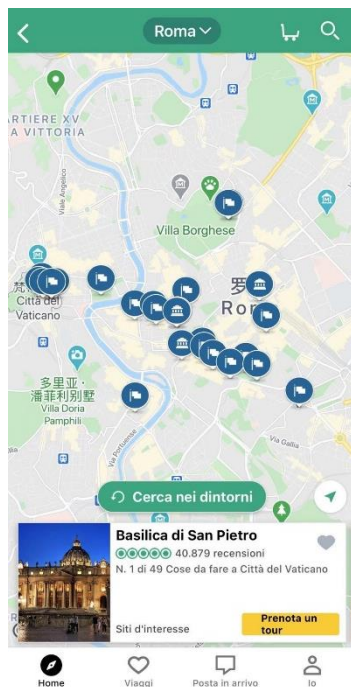 Roma
ARTIERE XV
A VITTORIA
Viale Angelico
Villa Borghese
梵
Città del
Vaticano
罗
多里亚·
潘菲利别墅
Villa Doria
Pamphili
Via Portuense
Via Gallia
Cerca nei dintorni
Basilica di San Pietro
40.879 recensioni
N. 1 di 49 Cose da fare a Città del Vaticano
Siti d'interesse
Prenota un
tour
Home
Viaggi
Posta in arrivo
Io